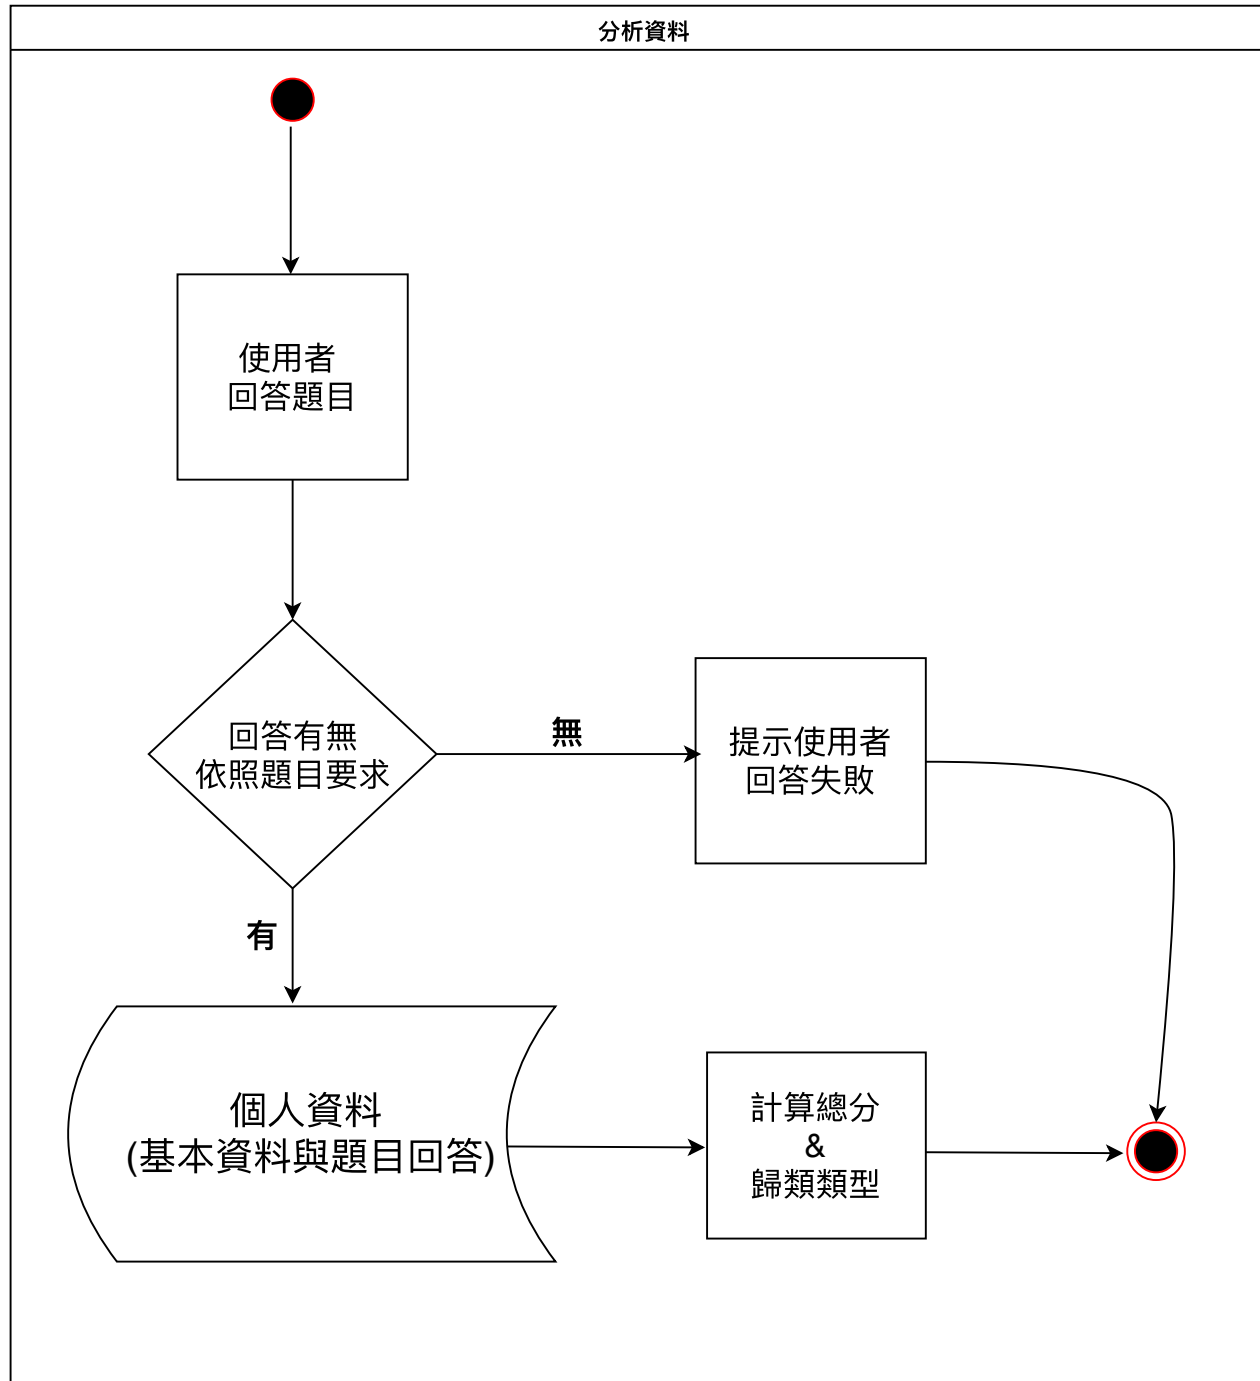 分析資料
使用者
回答題目
回答有無
依照題目要求
無
提示使用者
回答失敗
有
個人資料
(基本資料與題目回答)
計算總分
&
歸類類型